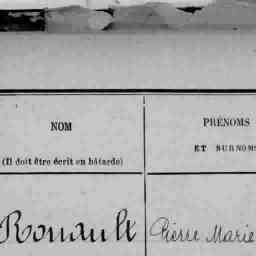 NOM
(Il doit être écrit en bâtarde)
PRÉNOMS
ET SURNOMS
Rouault
Pierre Marie